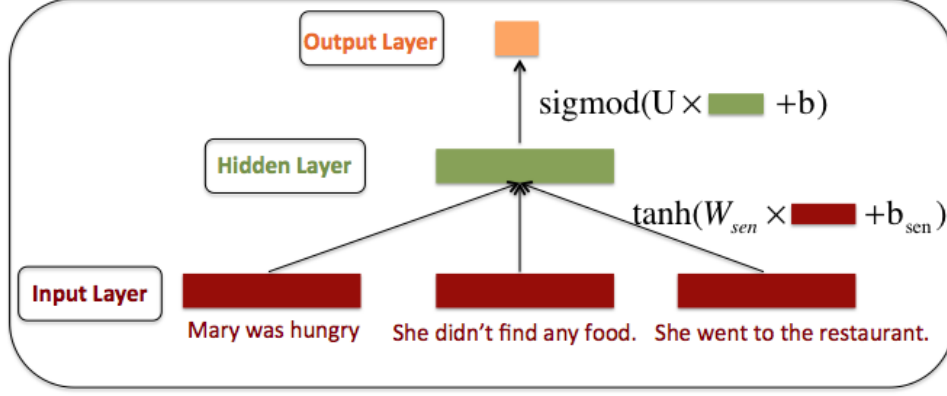 Output Layer
sigmod(U × +b)
Hidden Layer
tanh(W_sen × +b_sen)
Input Layer
Mary was hungry
She didn't find any food.
She went to the restaurant.